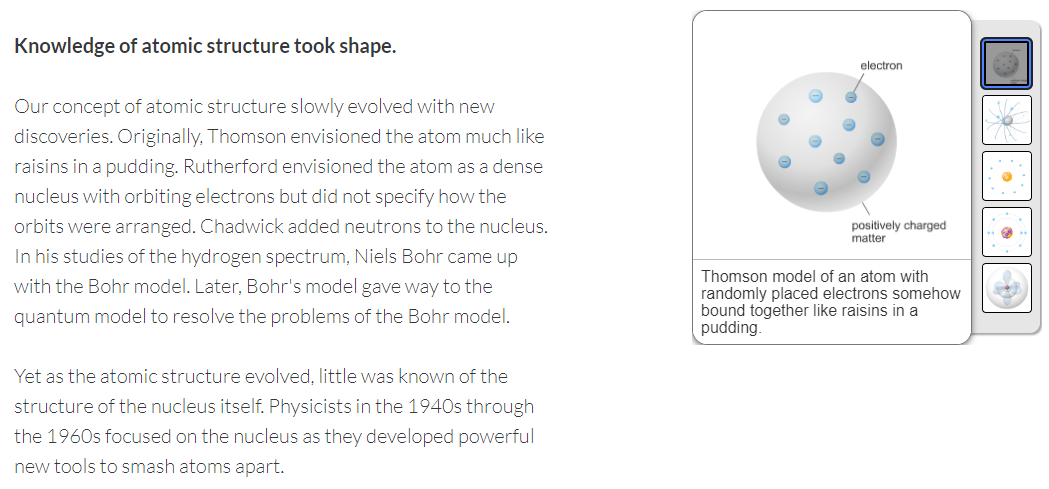 Knowledge of atomic structure took shape.
Our concept of atomic structure slowly evolved with new
discoveries. Originally, Thomson envisioned the atom much like
raisins in a pudding. Rutherford envisioned the atom as a dense
nucleus with orbiting electrons but did not specify how the
orbits were arranged. Chadwick added neutrons to the nucleus.
In his studies of the hydrogen spectrum, Niels Bohr came up
with the Bohr model. Later, Bohr's model gave way to the
quantum model to resolve the problems of the Bohr model.
Yet as the atomic structure evolved, little was known of the
structure of the nucleus itself. Physicists in the 1940s through
the 1960s focused on the nucleus as they developed powerful
new tools to smash atoms apart.
electron
positively charged
matter
Thomson model of an atom with
randomly placed electrons somehow
bound together like raisins in a
pudding.